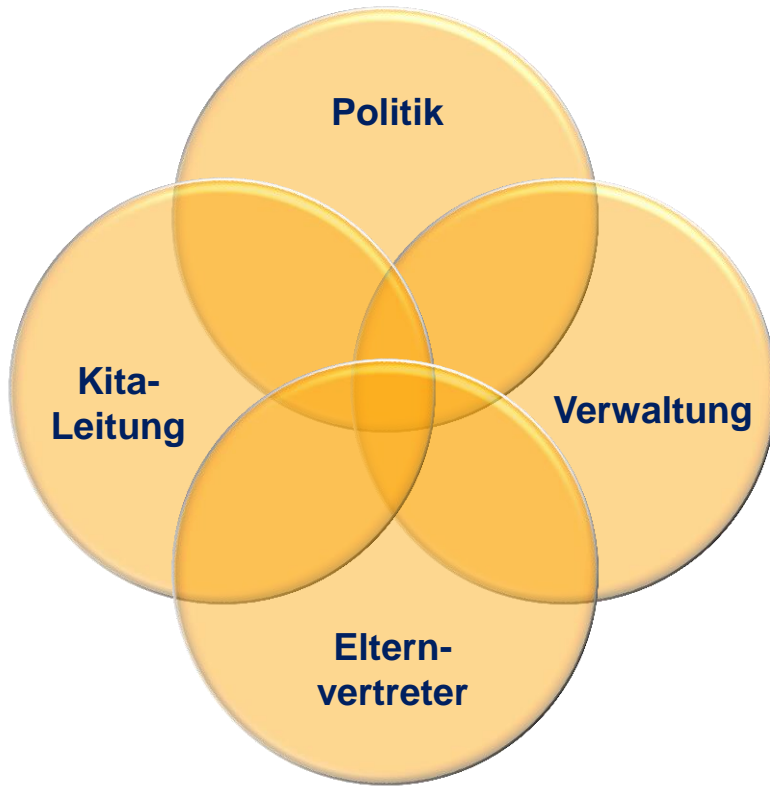 Politik
Kita-
Leitung
Verwaltung
Eltern-
vertreter